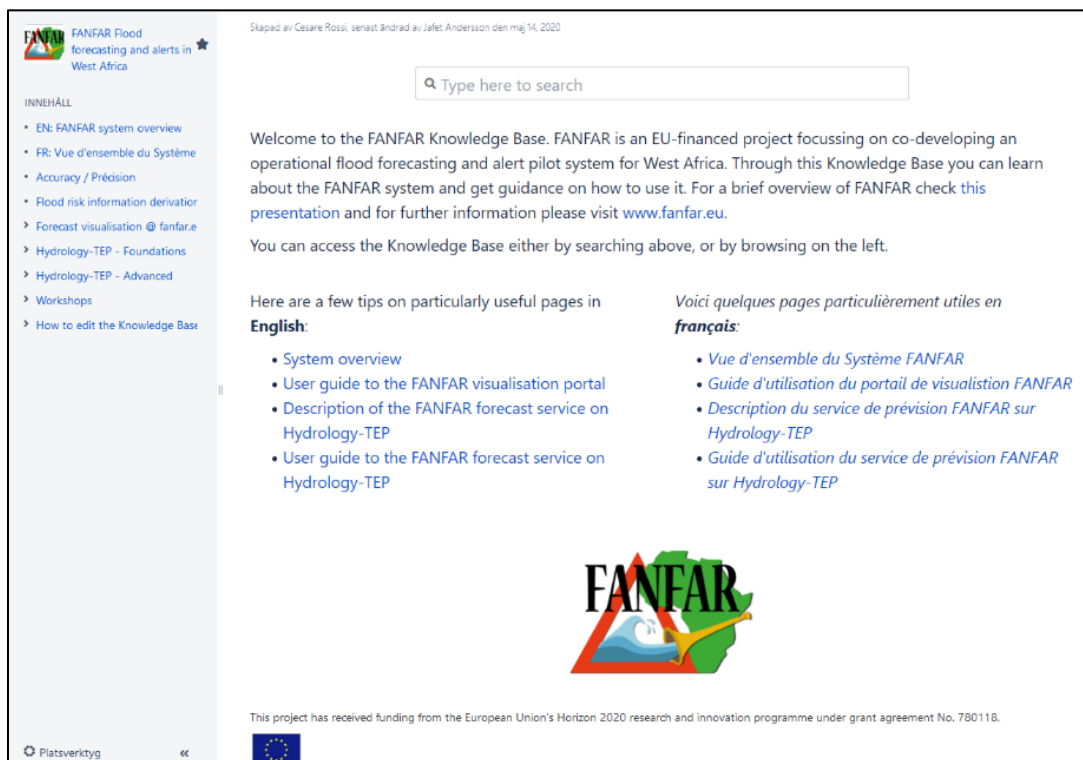 FANFAR
FANFAR Flood
forecasting and alerts in
West Africa
INNEHÅLL
• EN: FANFAR system overview
• FR: Vue d'ensemble du Système
• Accuracy / Précision
• Flood risk information derivation
> Forecast visualisation @ fanfar.e
> Hydrology-TEP - Foundations
> Hydrology-TEP - Advanced
> Workshops
> How to edit the Knowledge Base
Platsverktyg «
Skapad av Cesare Rossi, senast ändrad av Jafet Andersson den maj 14, 2020
Type here to search
Welcome to the FANFAR Knowledge Base. FANFAR is an EU-financed project focussing on co-developing an
operational flood forecasting and alert pilot system for West Africa. Through this Knowledge Base you can learn
about the FANFAR system and get guidance on how to use it. For a brief overview of FANFAR check this
presentation and for further information please visit www.fanfar.eu.
You can access the Knowledge Base either by searching above, or by browsing on the left.
Here are a few tips on particularly useful pages in
English:
• System overview
• User guide to the FANFAR visualisation portal
• Description of the FANFAR forecast service on
Hydrology-TEP
• User guide to the FANFAR forecast service on
Hydrology-TEP
Voici quelques pages particulièrement utiles en
français:
• Vue d'ensemble du Système FANFAR
• Guide d'utilisation du portail de visualistion FANFAR
• Description du service de prévision FANFAR sur
Hydrology-TEP
• Guide d'utilisation du service de prévision FANFAR
sur Hydrology-TEP
FANFAR
This project has received funding from the European Union's Horizon 2020 research and innovation programme under grant agreement No. 780118.